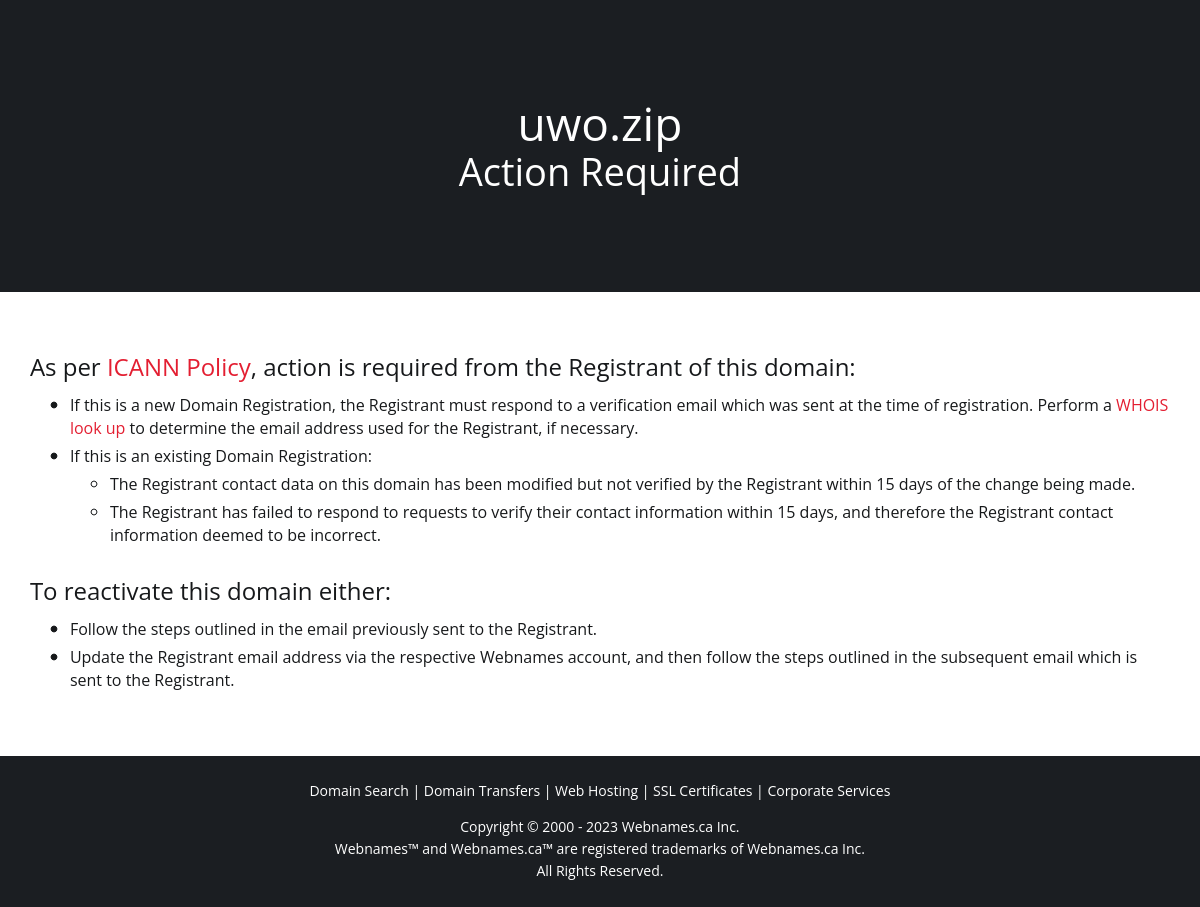 uwo.zip
Action Required
As per ICANN Policy, action is required from the Registrant of this domain:
If this is a new Domain Registration, the Registrant must respond to a verification email which was sent at the time of registration. Perform a WHOIS
look up to determine the email address used for the Registrant, if necessary.
If this is an existing Domain Registration:
The Registrant contact data on this domain has been modified but not verified by the Registrant within 15 days of the change being made.
The Registrant has failed to respond to requests to verify their contact information within 15 days, and therefore the Registrant contact
information deemed to be incorrect.
To reactivate this domain either:
Follow the steps outlined in the email previously sent to the Registrant.
Update the Registrant email address via the respective Webnames account, and then follow the steps outlined in the subsequent email which is
sent to the Registrant.
Domain Search | Domain Transfers | Web Hosting | SSL Certificates | Corporate Services
Copyright © 2000 - 2023 Webnames.ca Inc.
Webnames™ and Webnames.ca™ are registered trademarks of Webnames.ca Inc.
All Rights Reserved.